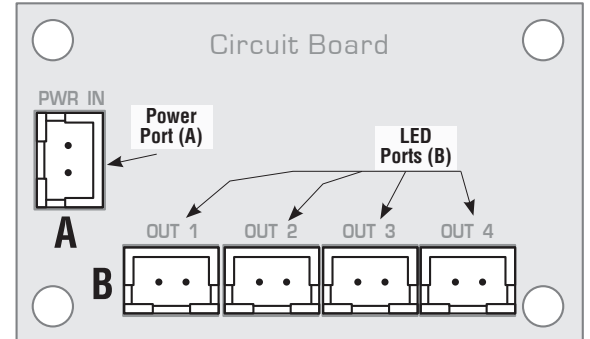 Circuit Board
PWR IN
Power
Port (A)
LED
Ports (B)
A
OUT 1 OUT 2 OUT 3 OUT 4
B